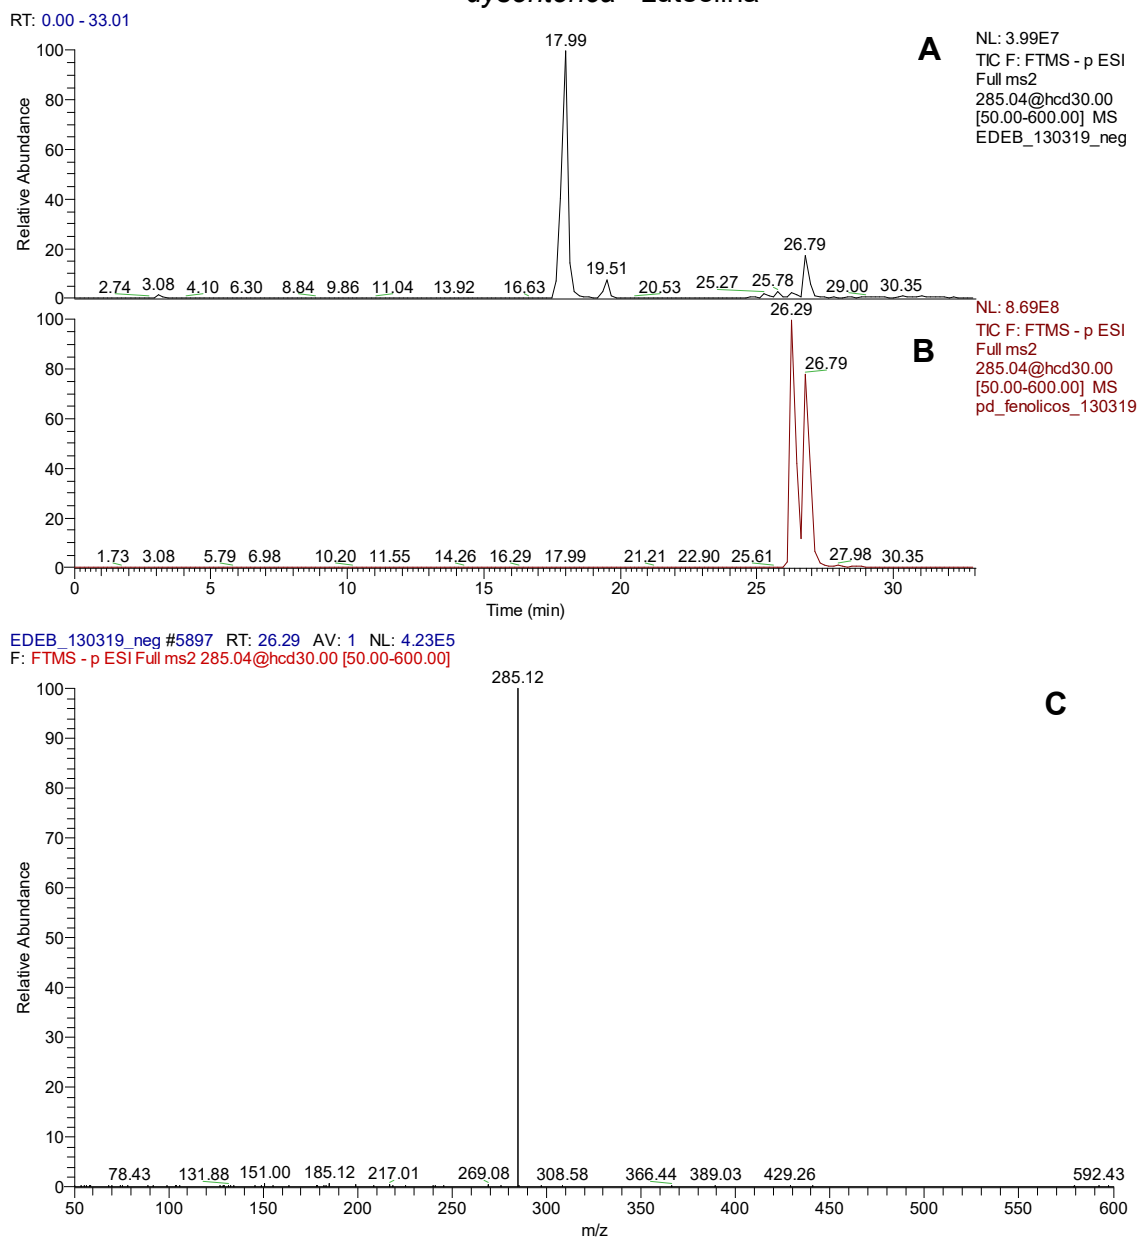 dysenterica - Luteolina
RT: 0.00 - 33.01
17.99
A
NL: 3.99E7
TIC F: FTMS - p ESI
Full ms2
285.04@hcd30.00
[50.00-600.00] MS
EDEB_130319_neg
100
80
60
40
20
0
Relative Abundance
2.74 3.08 4.10 6.30 8.84 9.86 11.04 13.92 16.63 19.51 20.53 25.27 25.78 26.79 29.00 30.35
26.29
B
NL: 8.69E8
TIC F: FTMS - p ESI
Full ms2
285.04@hcd30.00
[50.00-600.00] MS
pd_fenolicos_130319
26.79
100
80
60
40
20
0
1.73 3.08 5.79 6.98 10.20 11.55 14.26 16.29 17.99 21.21 22.90 25.61 27.98 30.35
0 5 10 15 20 25 30
Time (min)
EDEB_130319_neg #5897 RT: 26.29 AV: 1 NL: 4.23E5
F: FTMS - p ESI Full ms2 285.04@hcd30.00 [50.00-600.00]
285.12
C
100
90
80
70
60
50
40
30
20
10
0
Relative Abundance
78.43 131.88 151.00 185.12 217.01 269.08 308.58 366.44 389.03 429.26 592.43
50 100 150 200 250 300 350 400 450 500 550 600
m/z